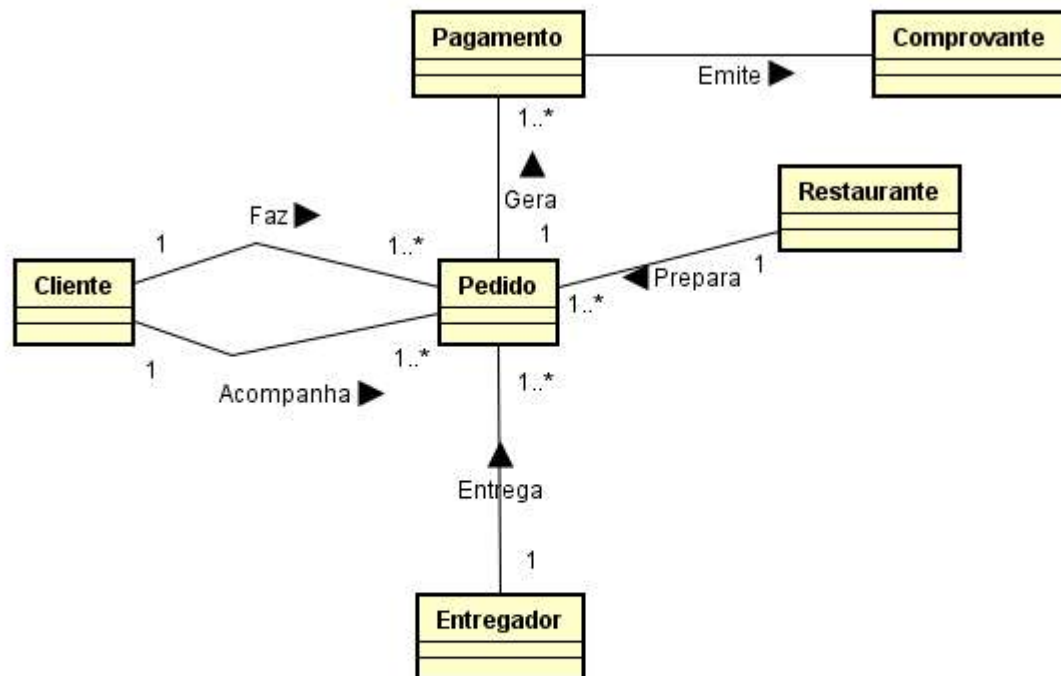 Pagamento
Comprovante
Emite
1..*
Gera
Restaurante
Faz
1
1..*
1
1
Prepara
Cliente
Pedido
1..*
1
1..*
1..*
Acompanha
Entrega
1
Entregador